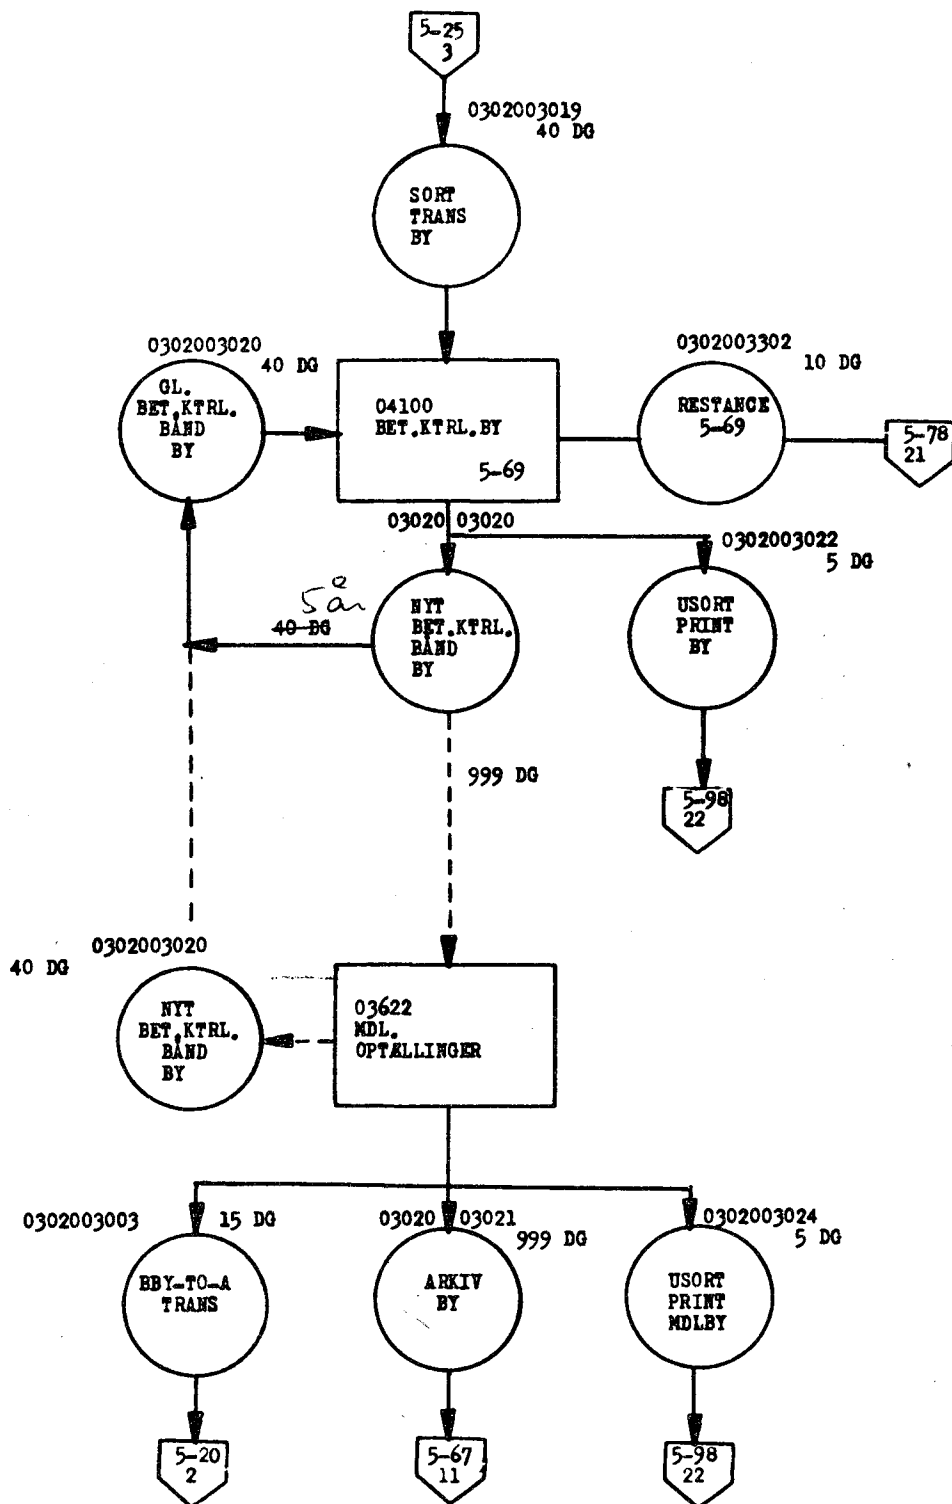 5-25
3
0302003019
40 DG
SORT
TRANS
BY
0302003020
40 DG
GL.
BET.KTRL.
BÅND
BY
04100
BET.KTRL.BY
5-69
0302003302
10 DG
RESTANCE
5-69
5-78
21
03020 03020
0302003022
5 DG
5 år
40 DG
NYT
BET.KTRL.
BÅND
BY
USORT
PRINT
BY
999 DG
5-98
22
0302003020
40 DG
NYT
BET.KTRL.
BÅND
BY
03622
MDL.
OPTÆLLINGER
0302003003
15 DG
03020 03021
999 DG
0302003024
5 DG
BBY-TO-A
TRANS
ARKIV
BY
USORT
PRINT
MDLBY
5-20
2
5-67
11
5-98
22